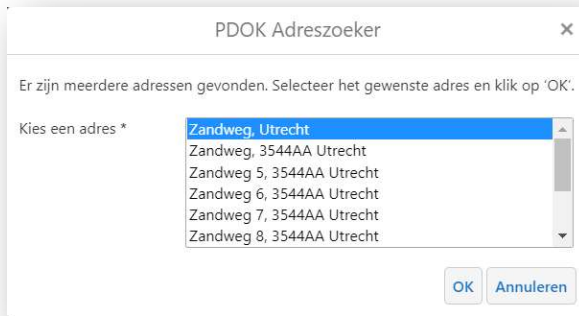 PDOK Adreszoeker
Er zijn meerdere adressen gevonden. Selecteer het gewenste adres en klik op 'OK'.
Kies een adres *
Zandweg, Utrecht
Zandweg, 3544AA Utrecht
Zandweg 5, 3544AA Utrecht
Zandweg 6, 3544AA Utrecht
Zandweg 7, 3544AA Utrecht
Zandweg 8, 3544AA Utrecht
OK Annuleren